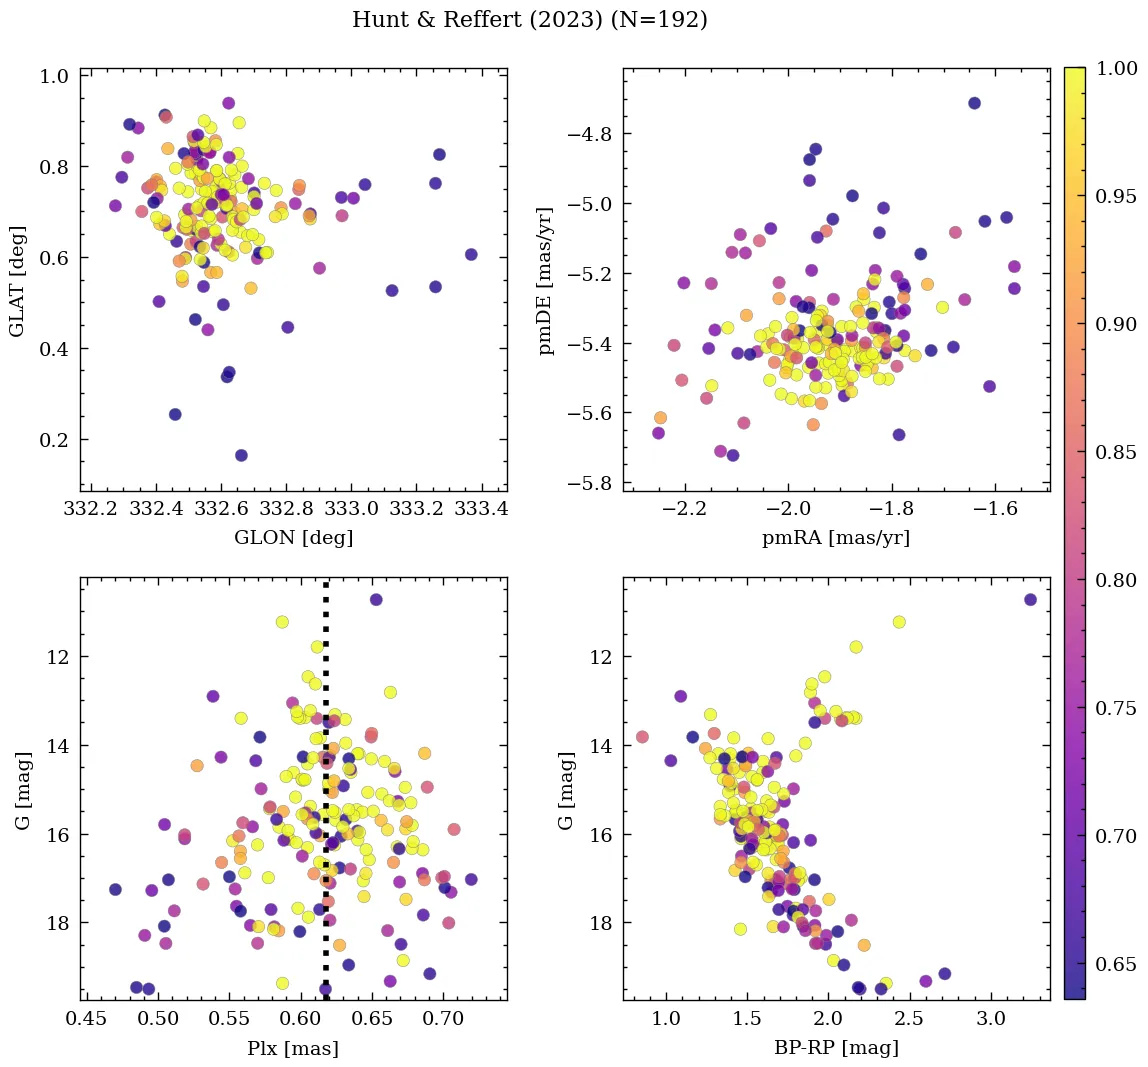 Hunt & Reffert (2023) (N=192)
1.0
0.8
0.6
0.4
0.2
GLAT [deg]
332.2 332.4 332.6 332.8 333.0 333.2 333.4
GLON [deg]
−4.8
−5.0
−5.2
−5.4
−5.6
−5.8
pmDE [mas/yr]
−2.2 −2.0 −1.8 −1.6
pmRA [mas/yr]
12
14
16
18
G [mag]
0.45 0.50 0.55 0.60 0.65 0.70
Plx [mas]
12
14
16
18
G [mag]
1.0 1.5 2.0 2.5 3.0
BP-RP [mag]
1.00
0.95
0.90
0.85
0.80
0.75
0.70
0.65